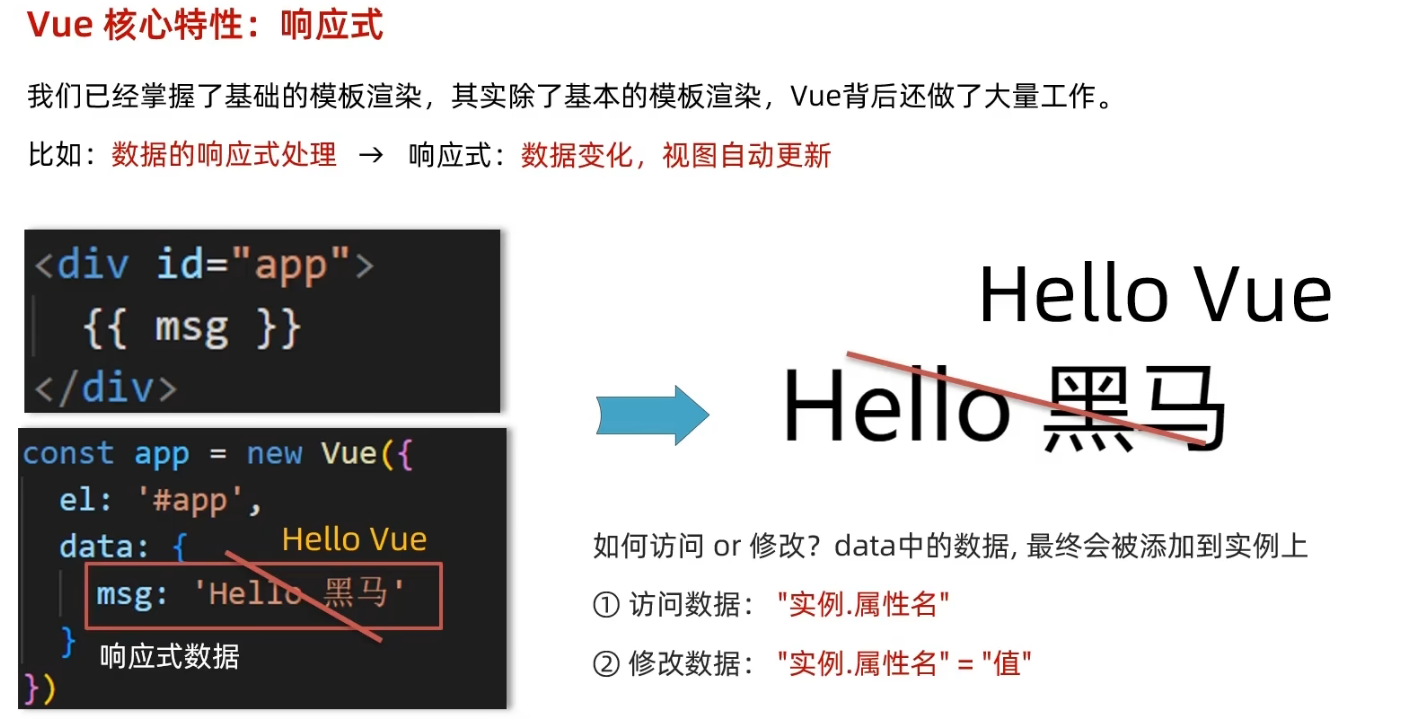 Vue 核心特性：响应式
我们已经掌握了基础的模板渲染，其实除了基本的模板渲染，Vue背后还做了大量工作。
比如：数据的响应式处理 → 响应式：数据变化，视图自动更新
<div id="app">
{{ msg }}
</div>
const app = new Vue({
el: '#app',
data: {
Hello Vue
msg: 'Hello 黑马'
}
响应式数据
})
Hello Vue
Hello 黑马
如何访问 or 修改？data中的数据, 最终会被添加到实例上
① 访问数据： "实例.属性名"
② 修改数据： "实例.属性名" = "值"